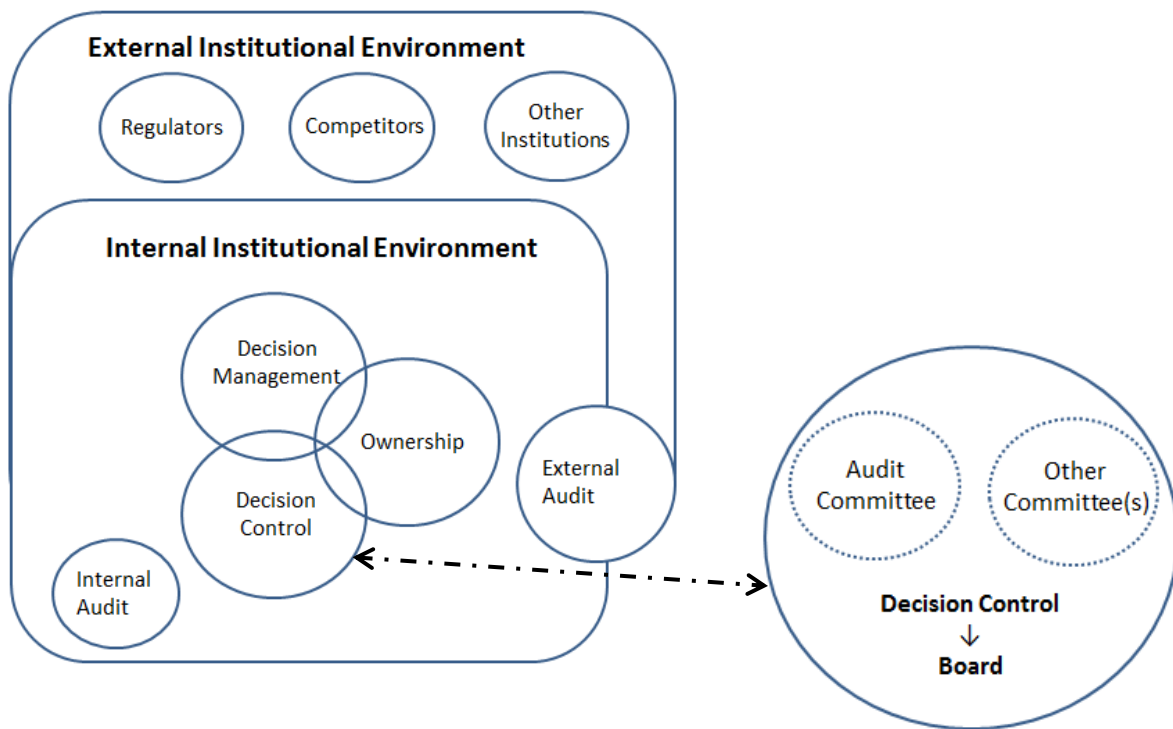 External Institutional Environment
Regulators
Competitors
Other
Institutions
Internal Institutional Environment
Decision
Management
Ownership
Decision
Control
External
Audit
Internal
Audit
Audit
Committee
Other
Committee(s)
Decision Control
↓
Board